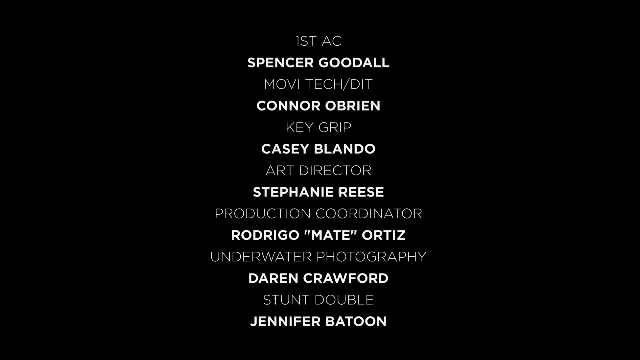 1ST AC
SPENCER GOODALL
MOVI TECH/DIT
CONNOR OBRIEN
KEY GRIP
CASEY BLANDO
ART DIRECTOR
STEPHANIE REESE
PRODUCTION COORDINATOR
RODRIGO "MATE" ORTIZ
UNDERWATER PHOTOGRAPHY
DAREN CRAWFORD
STUNT DOUBLE
JENNIFER BATOON